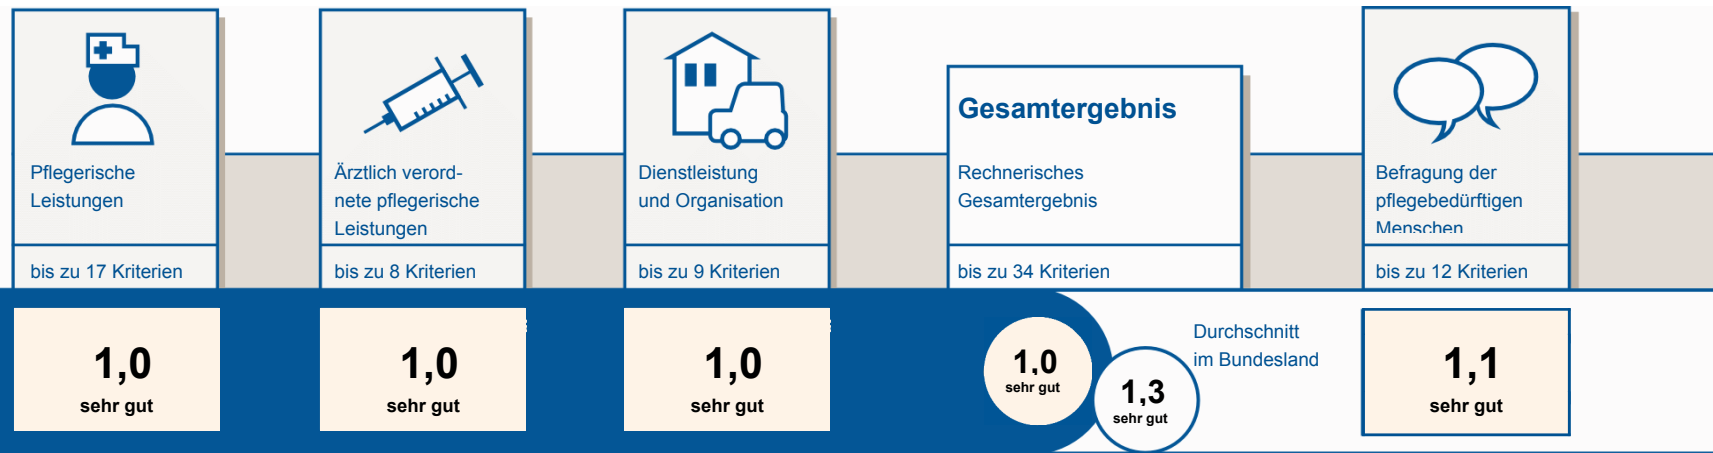 Pflegerische
Leistungen
bis zu 17 Kriterien
1,0
sehr gut
Ärztlich verord-
nete pflegerische
Leistungen
bis zu 8 Kriterien
1,0
sehr gut
Dienstleistung
und Organisation
bis zu 9 Kriterien
1,0
sehr gut
Gesamtergebnis
Rechnerisches
Gesamtergebnis
bis zu 34 Kriterien
1,0
sehr gut
1,3
sehr gut
Durchschnitt
im Bundesland
Befragung der
pflegebedürftigen
Menschen
bis zu 12 Kriterien
1,1
sehr gut